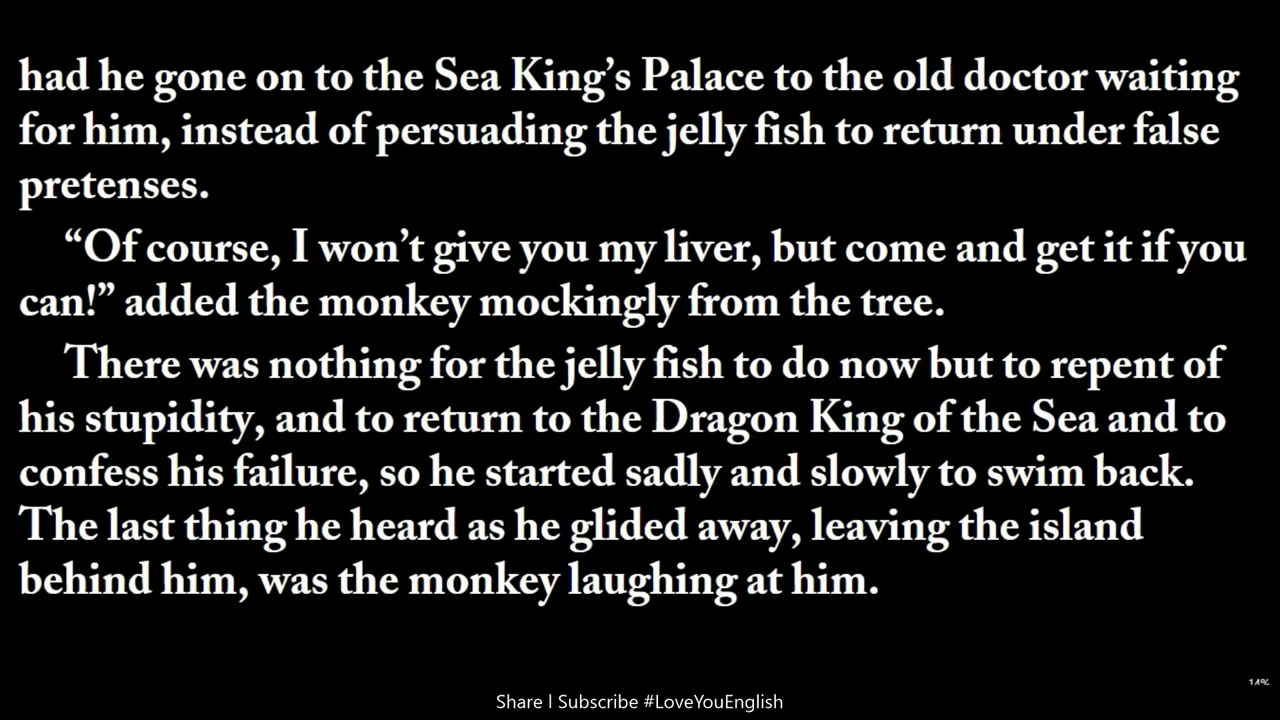 had he gone on to the Sea King’s Palace to the old doctor waiting
for him, instead of persuading the jelly fish to return under false
pretenses.
“Of course, I won’t give you my liver, but come and get it if you
can!” added the monkey mockingly from the tree.
There was nothing for the jelly fish to do now but to repent of
his stupidity, and to return to the Dragon King of the Sea and to
confess his failure, so he started sadly and slowly to swim back.
The last thing he heard as he glided away, leaving the island
behind him, was the monkey laughing at him.
14%
Share | Subscribe #LoveYouEnglish